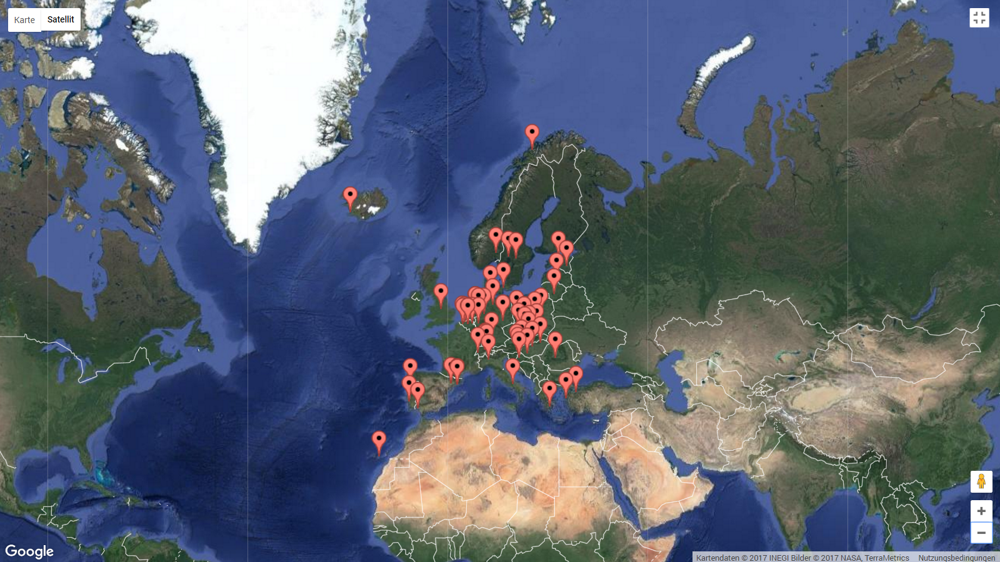 Karte
Satellit
Google
Kartendaten © 2017 INEGI Bilder © 2017 NASA, TerraMetrics
Nutzungsbedingungen